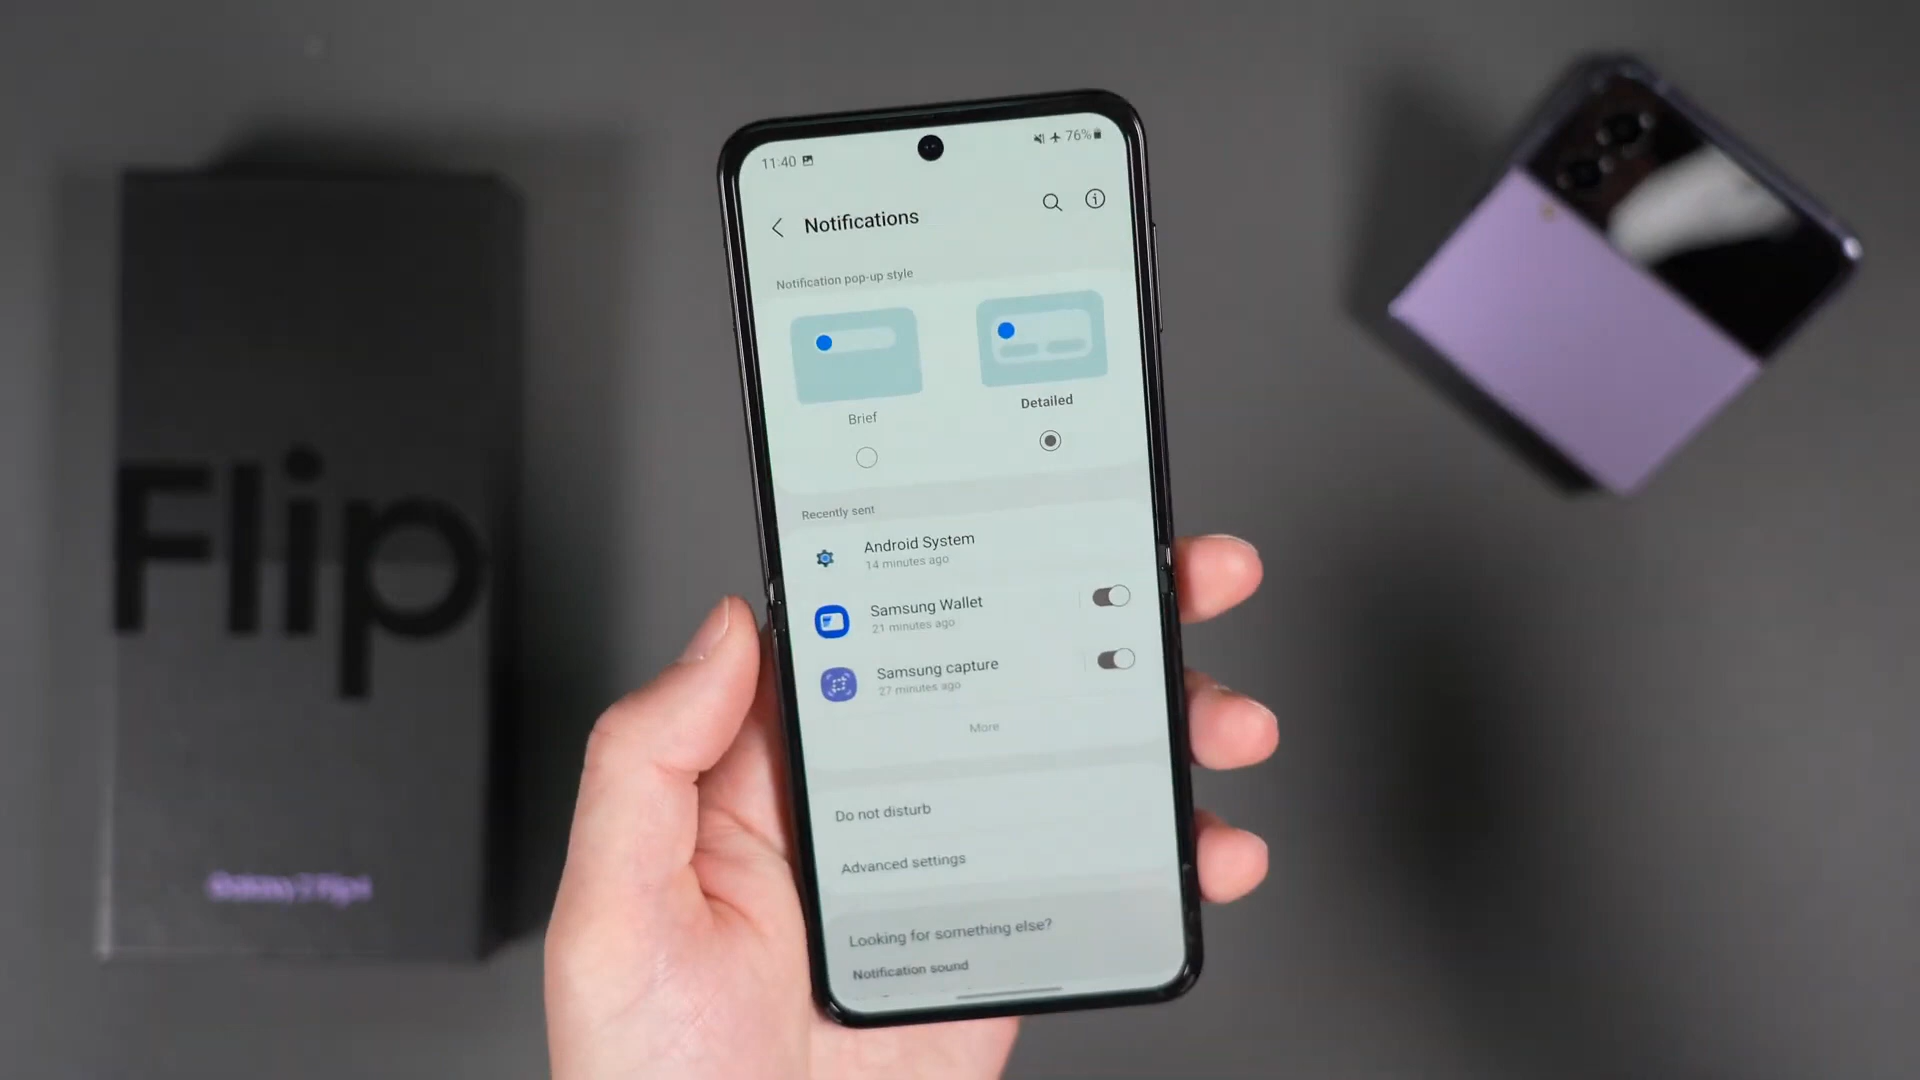 11:40
76%
Notifications
Notification pop-up style
Brief
Detailed
Recently sent
Android System
14 minutes ago
Samsung Wallet
21 minutes ago
Samsung capture
27 minutes ago
More
Do not disturb
Advanced settings
Looking for something else?
Notification sound
Flip
Galaxy Z Flip4